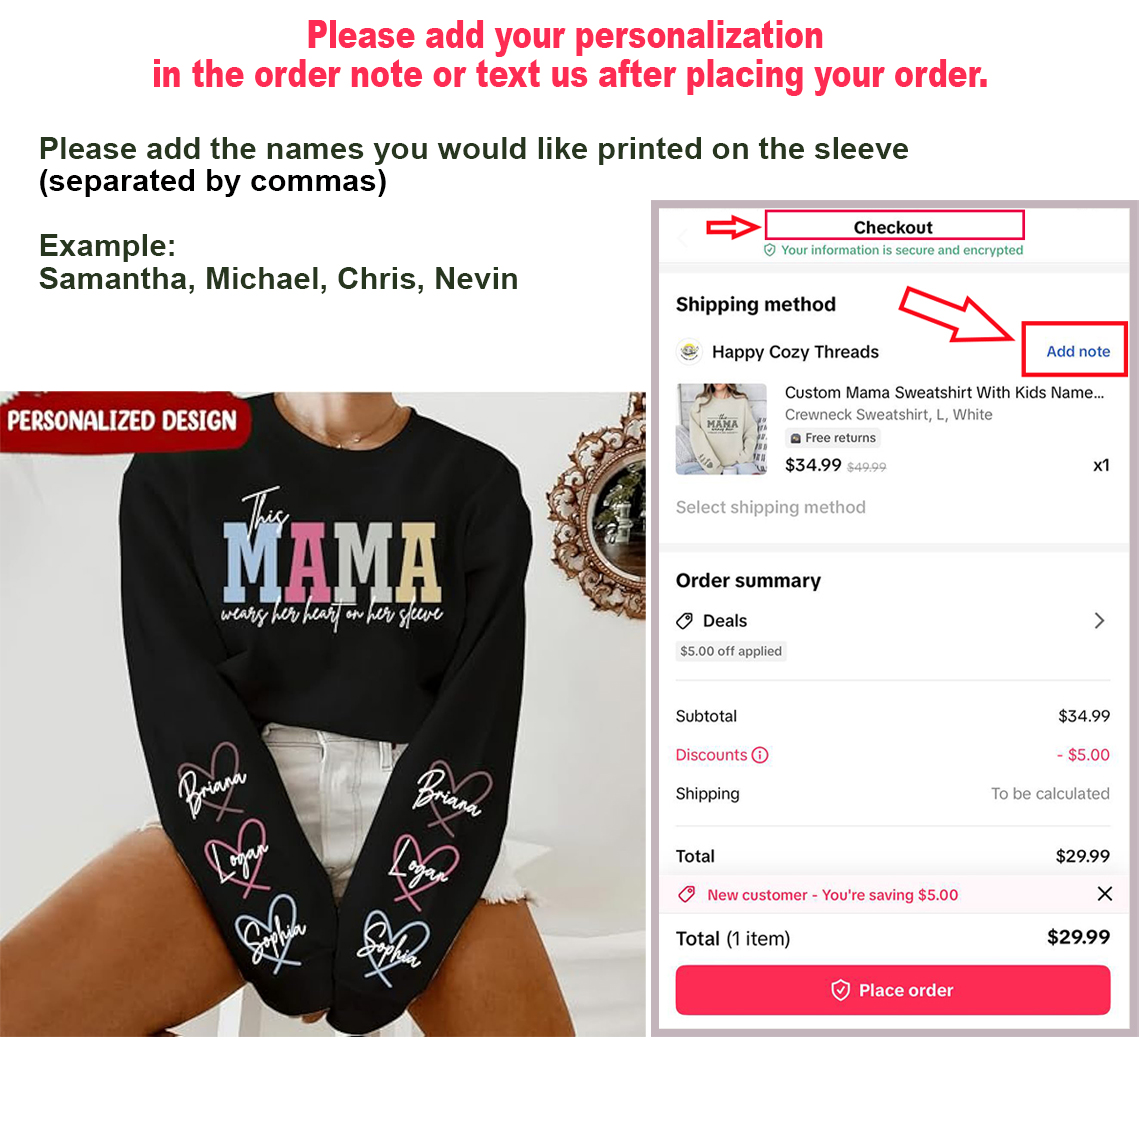 Please add your personalization
in the order note or text us after placing your order.
Please add the names you would like printed on the sleeve
(separated by commas)
Example:
Samantha, Michael, Chris, Nevin
PERSONALIZED DESIGN
This
MAMA
wears her heart on her sleeve
Briana
Logan
Sophia
Briana
Logan
Sophia
Checkout
Your information is secure and encrypted
Shipping method
Happy Cozy Threads
Add note
This
MAMA
Custom Mama Sweatshirt With Kids Name...
Crewneck Sweatshirt, L, White
Free returns
$34.99 $49.99
x1
Select shipping method
Order summary
Deals
$5.00 off applied
Subtotal
$34.99
Discounts
- $5.00
Shipping
To be calculated
Total
$29.99
New customer - You're saving $5.00
Total (1 item)
$29.99
Place order